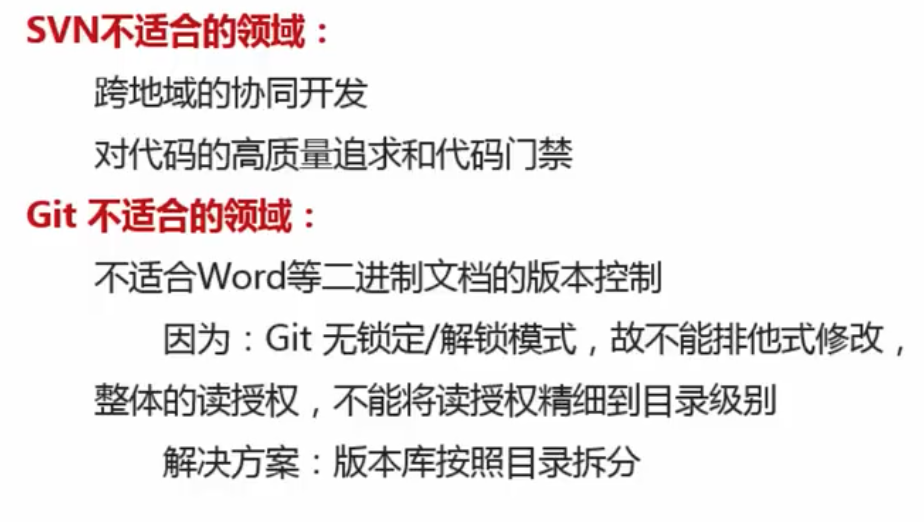 SVN不适合的领域：
跨地域的协同开发
对代码的高质量追求和代码门禁
Git 不适合的领域：
不适合Word等二进制文档的版本控制
因为：Git 无锁定/解锁模式，故不能排他式修改，
整体的读授权，不能将读授权精细到目录级别
解决方案：版本库按照目录拆分